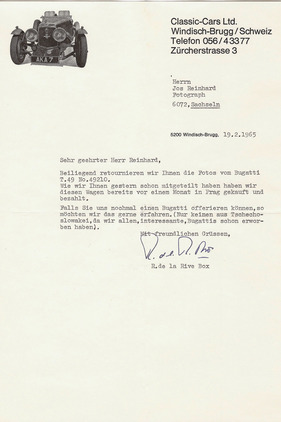 Classic-Cars Ltd.
Windisch-Brugg/Schweiz
Telefon 056/43377
Zürcherstrasse 3
AKA 7
Herrn
Jos Reinhard
Fotograph
6072,Sachseln
5200 Windisch-Brugg, 19.2.1965
Sehr geehrter Herr Reinhard,
Beiliegend retournieren wir Ihnen die Fotos vom Bugatti
T.49 No.49210.
Wie wir Ihnen gestern schon mitgeteilt haben haben wir
diesen Wagen bereits vor einem Monat in Prag gekauft und
bezahlt.
Falls Sie uns nochmal einen Bugatti offerieren können,so
möchten wir das gerne erfahren.(Nur keinen aus Tschecho-
slowakei,da wir allen,interessante,Bugattis schon erwor-
ben haben).
Mit freundlichen Grüssen,
R.de la Rive Box